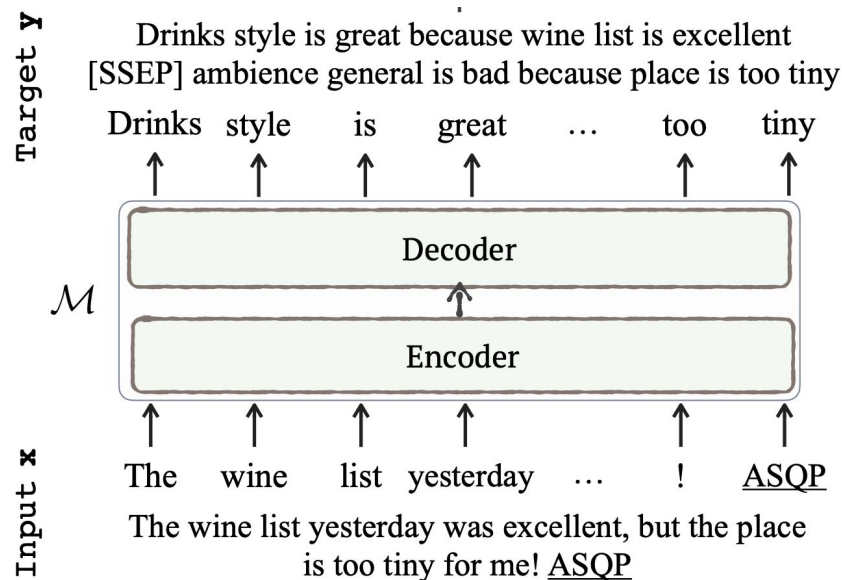 Target y
Drinks style is great because wine list is excellent
[SSEP] ambience general is bad because place is too tiny
Drinks style is great ... too tiny
Decoder
M
Encoder
The wine list yesterday ... ! ASQP
Input x
The wine list yesterday was excellent, but the place
is too tiny for me! ASQP